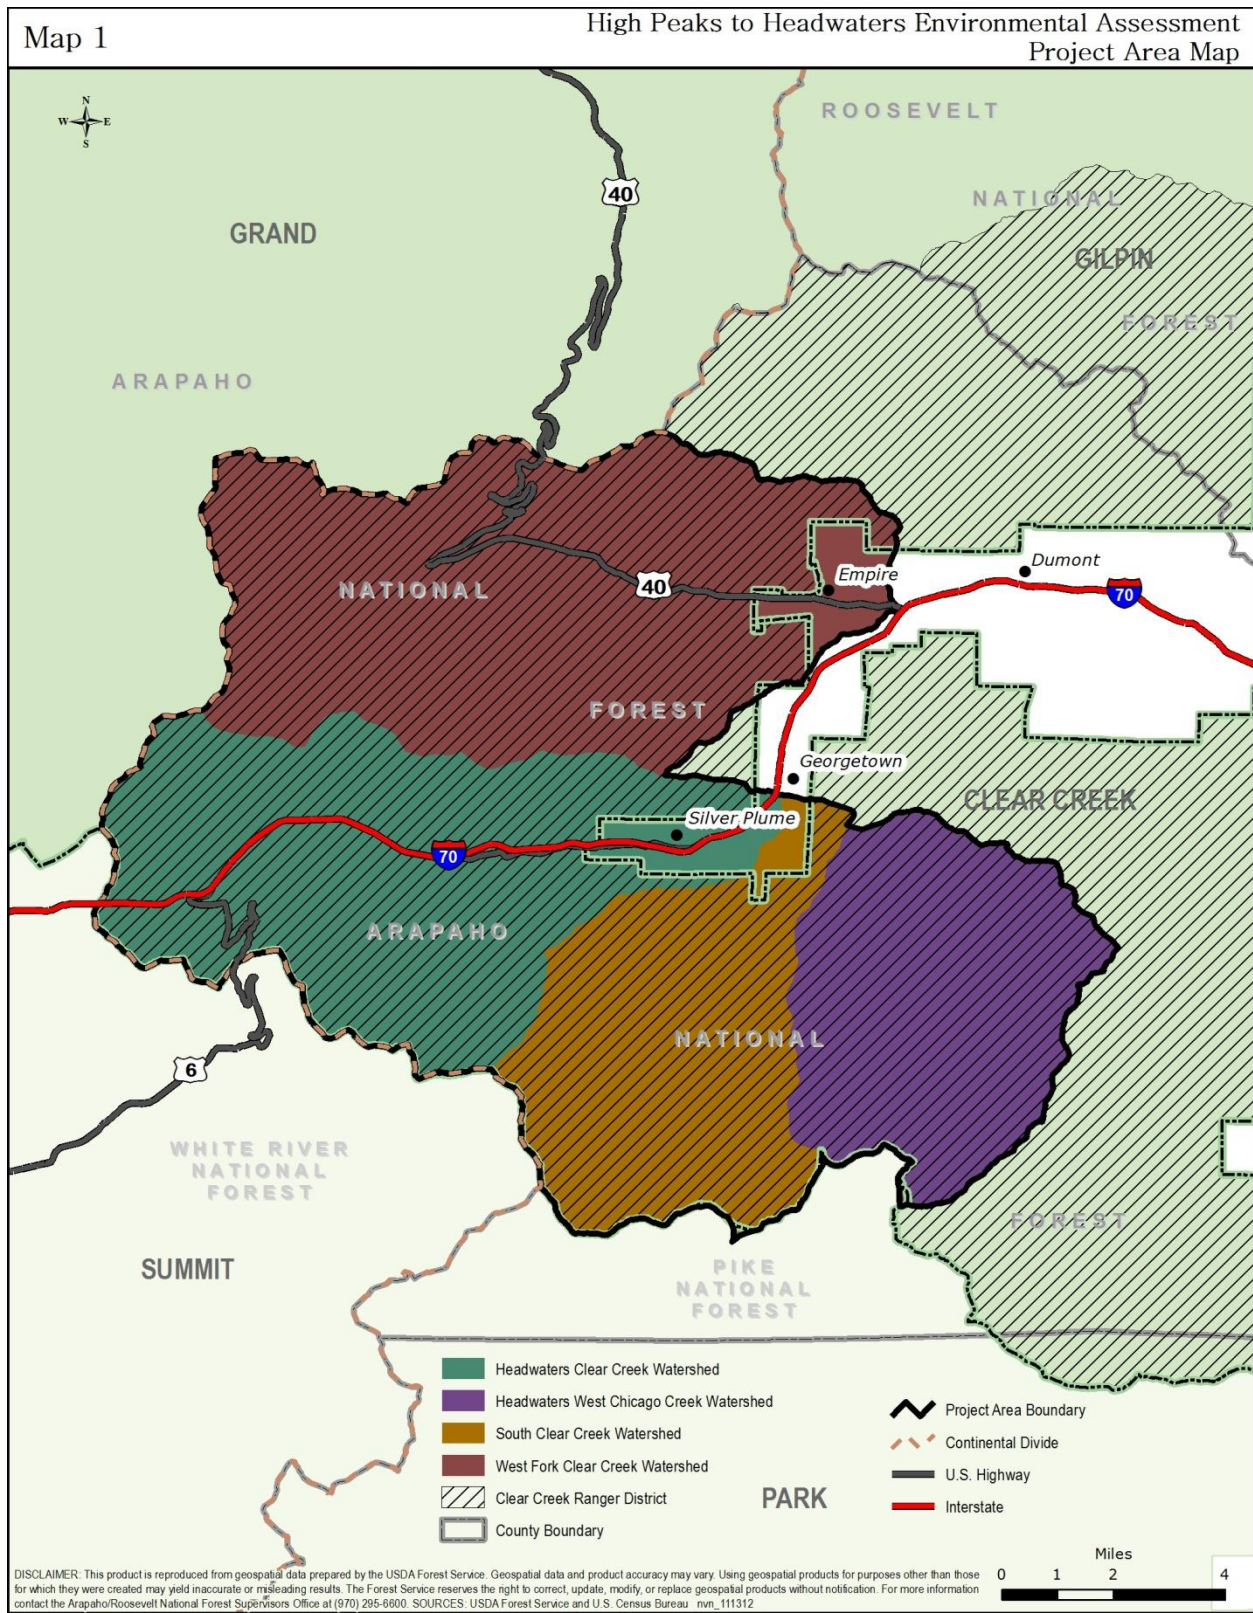 Map 1
High Peaks to Headwaters Environmental Assessment
Project Area Map
N
W E
S
ROOSEVELT
NATIONAL
GILPIN
FOREST
40
GRAND
ARAPAHO
NATIONAL
40
Empire
Dumont
70
FOREST
Georgetown
CLEAR CREEK
Silver Plume
70
ARAPAHO
NATIONAL
6
WHITE RIVER
NATIONAL
FOREST
FOREST
SUMMIT
PIKE
NATIONAL
FOREST
Headwaters Clear Creek Watershed
Headwaters West Chicago Creek Watershed
South Clear Creek Watershed
West Fork Clear Creek Watershed
Clear Creek Ranger District
County Boundary
Project Area Boundary
Continental Divide
U.S. Highway
Interstate
PARK
Miles
0 1 2 4
DISCLAIMER: This product is reproduced from geospatial data prepared by the USDA Forest Service. Geospatial data and product accuracy may vary. Using geospatial products for purposes other than those
for which they were created may yield inaccurate or misleading results. The Forest Service reserves the right to correct, update, modify, or replace geospatial products without notification. For more information
contact the Arapaho/Roosevelt National Forest Supervisors Office at (970) 295-6600. SOURCES: USDA Forest Service and U.S. Census Bureau nvn_111312